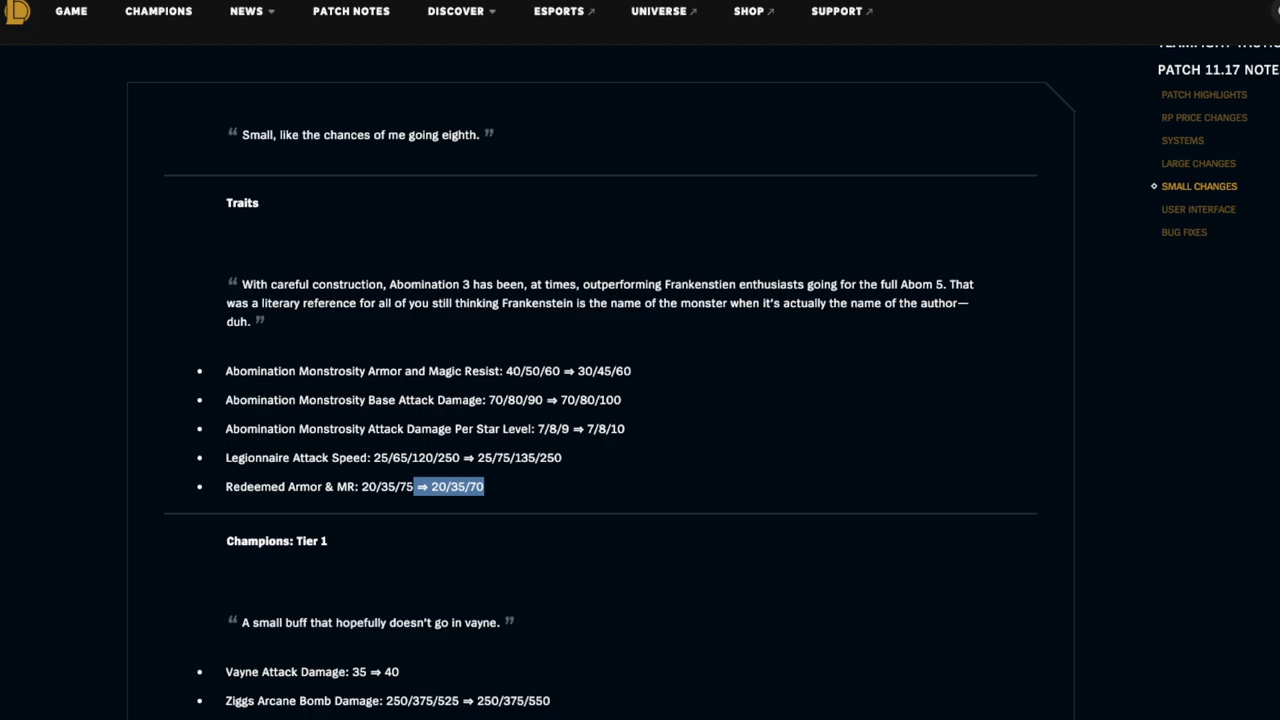 GAME CHAMPIONS NEWS PATCH NOTES DISCOVER ESPORTS UNIVERSE SHOP SUPPORT
PATCH 11.17 NOTE
PATCH HIGHLIGHTS
RP PRICE CHANGES
SYSTEMS
LARGE CHANGES
SMALL CHANGES
USER INTERFACE
BUG FIXES
“ Small, like the chances of me going eighth. ”
Traits
“ With careful construction, Abomination 3 has been, at times, outperforming Frankenstien enthusiasts going for the full Abom 5. That
was a literary reference for all of you still thinking Frankenstein is the name of the monster when it’s actually the name of the author—
duh. ”
• Abomination Monstrosity Armor and Magic Resist: 40/50/60 ⇒ 30/45/60
• Abomination Monstrosity Base Attack Damage: 70/80/90 ⇒ 70/80/100
• Abomination Monstrosity Attack Damage Per Star Level: 7/8/9 ⇒ 7/8/10
• Legionnaire Attack Speed: 25/65/120/250 ⇒ 25/75/135/250
• Redeemed Armor & MR: 20/35/75 ⇒ 20/35/70
Champions: Tier 1
“ A small buff that hopefully doesn’t go in vayne. ”
• Vayne Attack Damage: 35 ⇒ 40
• Ziggs Arcane Bomb Damage: 250/375/525 ⇒ 250/375/550